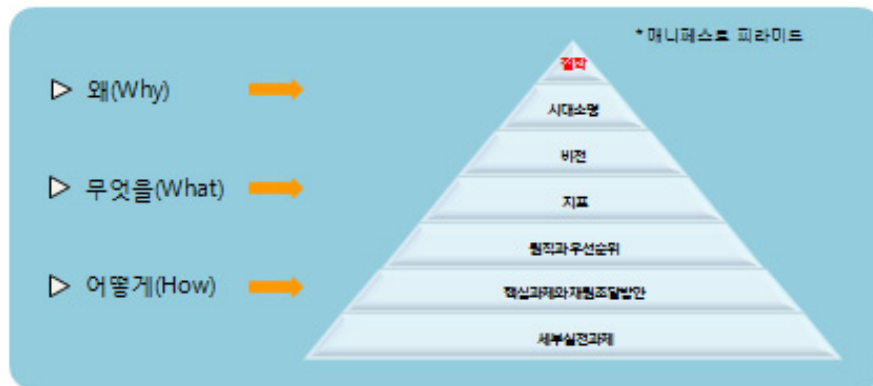 * 매니페스토 피라미드
철학
왜(Why)
시대소명
비전
무엇을(What)
지표
원칙과 우선순위
어떻게(How)
핵심과제와 재원조달방안
세부실천과제